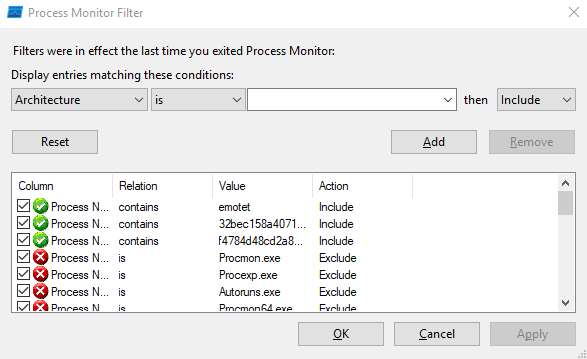 Process Monitor Filter
Filters were in effect the last time you exited Process Monitor:
Display entries matching these conditions:
Architecture is then Include
Reset Add Remove
Column Relation Value Action
Process N... contains emotet Include
Process N... contains 32bec158a4071... Include
Process N... contains f4784d48cd2a8... Include
Process N... is Procmon.exe Exclude
Process N... is Procexp.exe Exclude
Process N... is Autoruns.exe Exclude
Process N... is Procmon64.exe Exclude
OK Cancel Apply